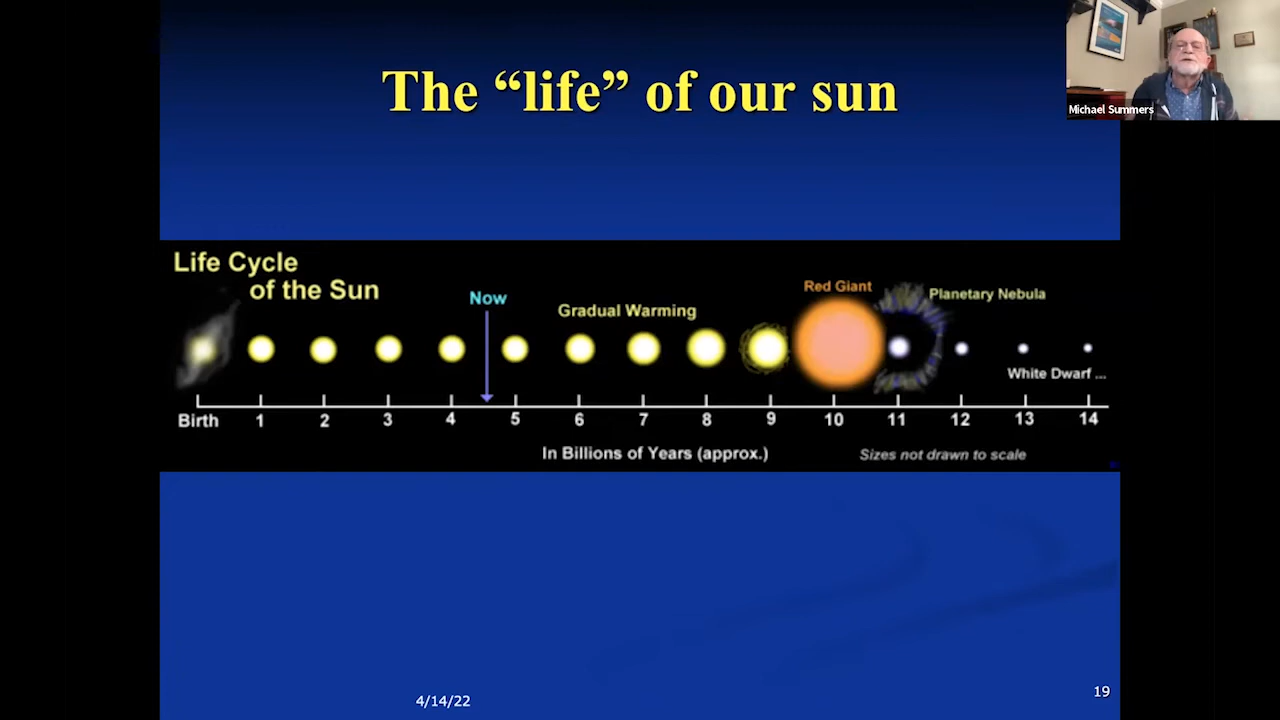 The “life” of our sun
Michael Summers
Life Cycle
of the Sun
Now
Gradual Warming
Red Giant
Planetary Nebula
White Dwarf ...
Birth 1 2 3 4 5 6 7 8 9 10 11 12 13 14
In Billions of Years (approx.)
Sizes not drawn to scale
4/14/22
19